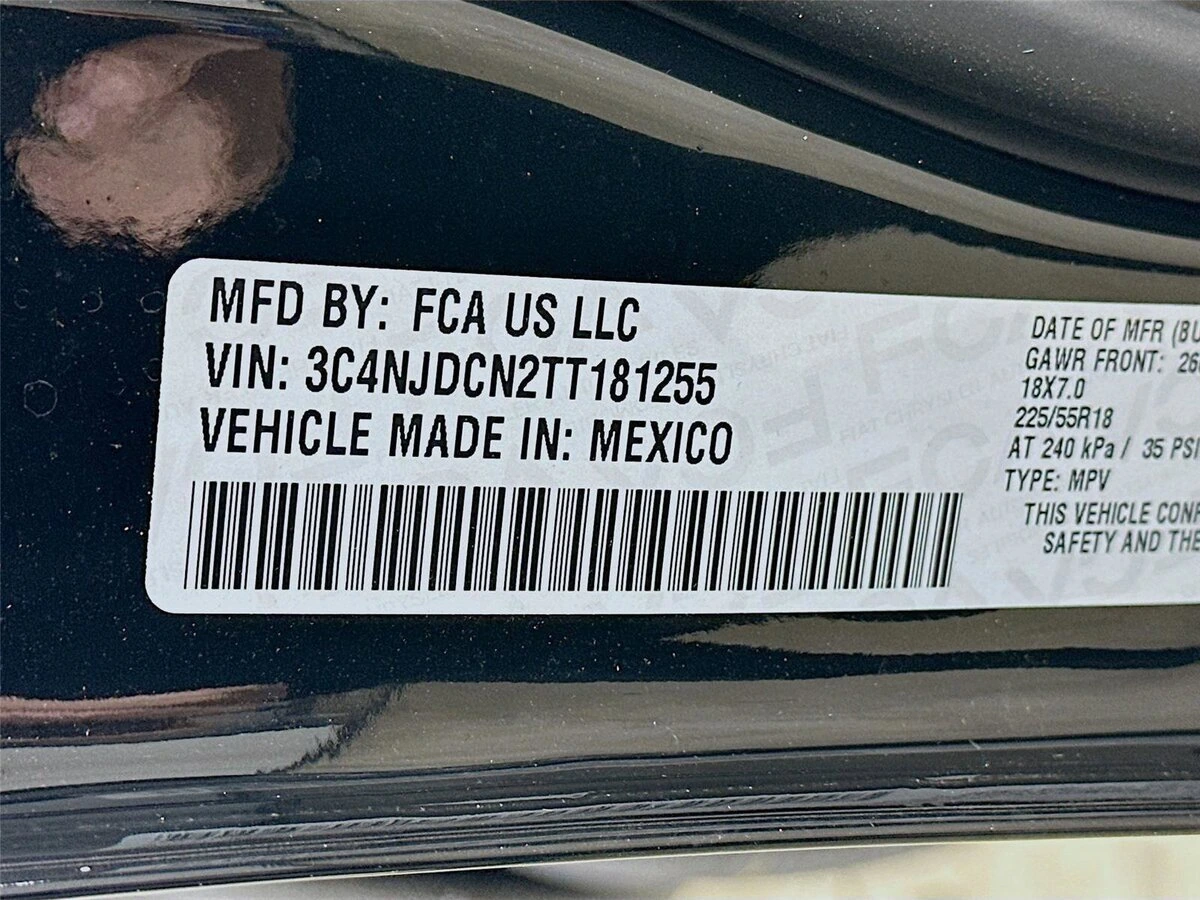 MFD BY: FCA US LLC
VIN: 3C4NJDCN2TT181255
VEHICLE MADE IN: MEXICO
DATE OF MFR
GAWR FRONT:
18X7.0
225/55R18
AT 240 kPa / 35 PSI
TYPE: MPV
THIS VEHICLE
SAFETY AND THE